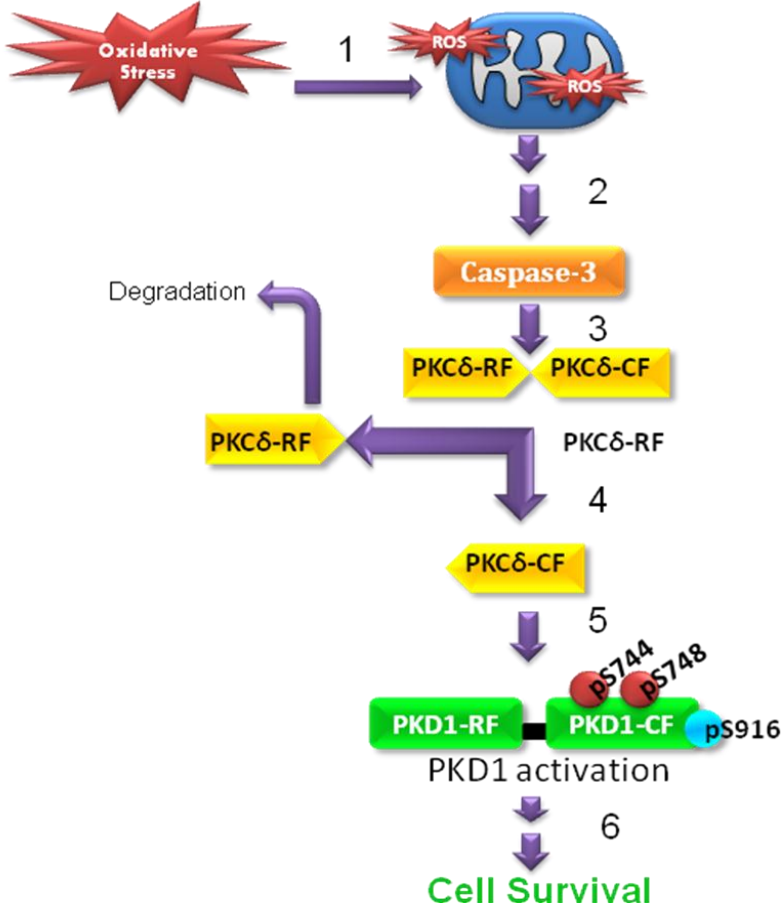 Oxidative
Stress
1
ROS
ROS
2
Caspase-3
Degradation
3
PKCδ-RF
PKCδ-CF
PKCδ-RF
PKCδ-RF
4
PKCδ-CF
5
pS744
pS748
PKD1-RF
PKD1-CF
pS916
PKD1 activation
6
Cell Survival